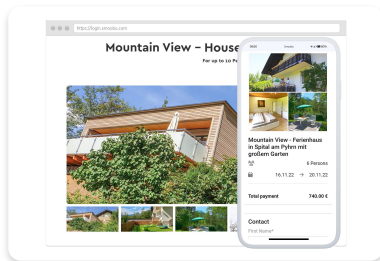 https://login.smoobu.com
Mountain View – House
For up to 10 Pe
Mountain View - Ferienhaus
in Spital am Pyhrn mit
großem Garten
6 Persons
16.11.22 → 20.11.22
Total payment 740.00 €
Contact
First Name*